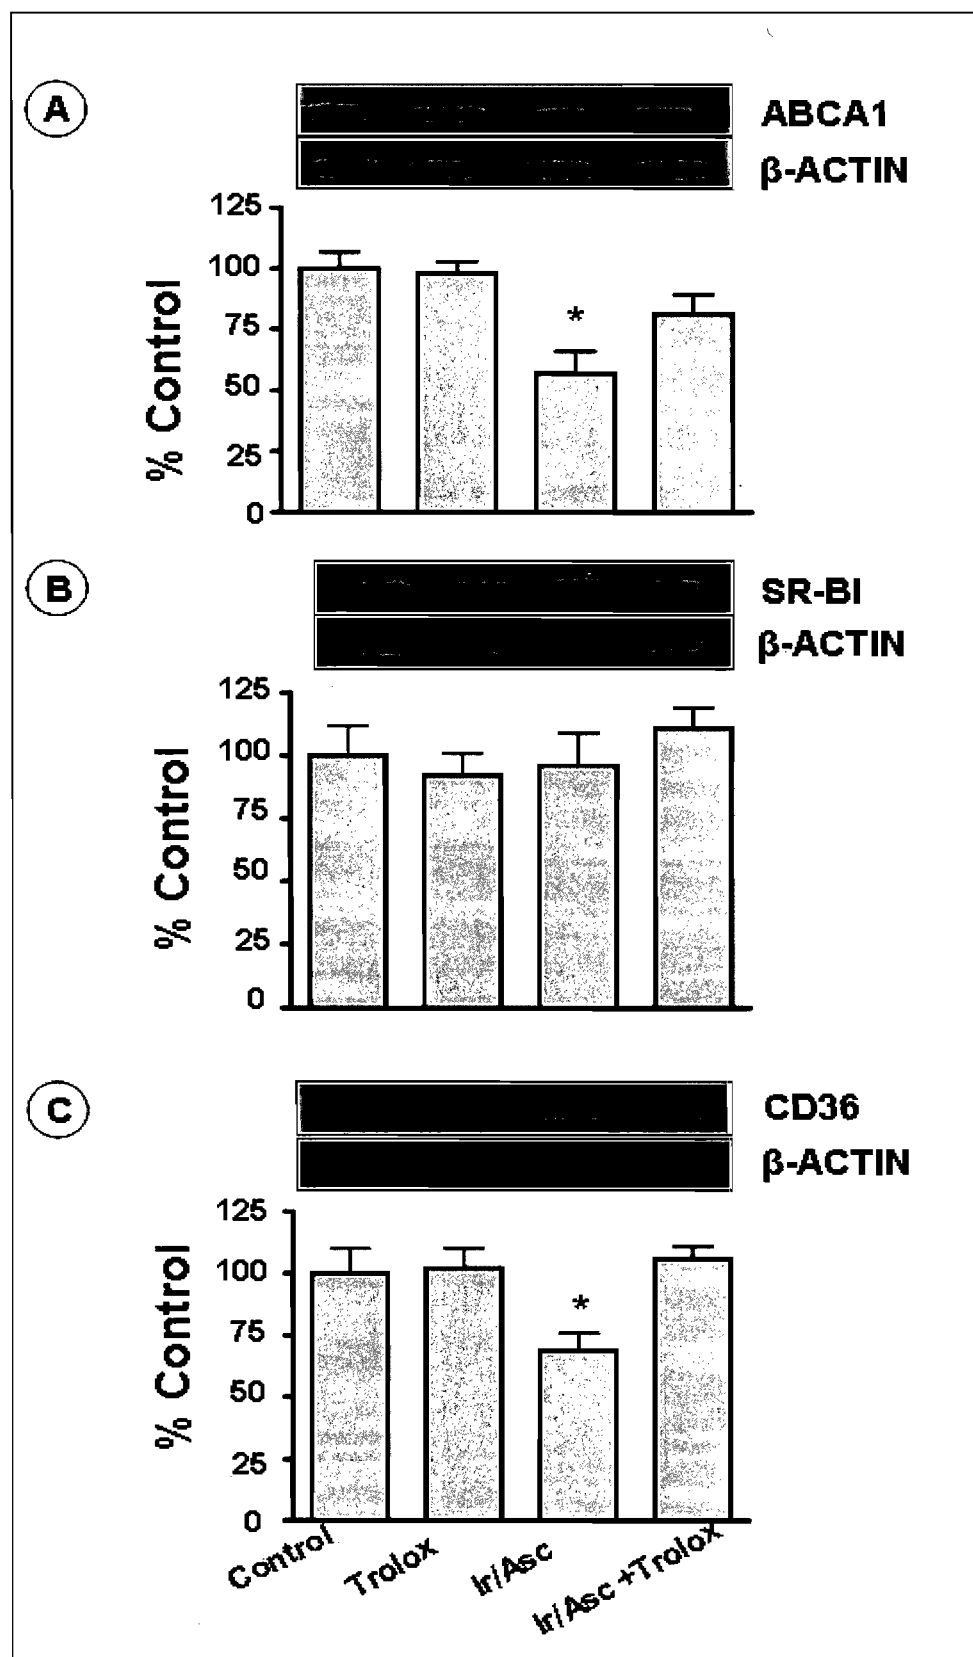 A
ABCA1
β-ACTIN
125
100
75
50
25
0
% Control
*
B
SR-BI
β-ACTIN
125
100
75
50
25
0
% Control
C
CD36
β-ACTIN
125
100
75
50
25
0
% Control
*
Control
Trolox
Ir/Asc
Ir/Asc +Trolox